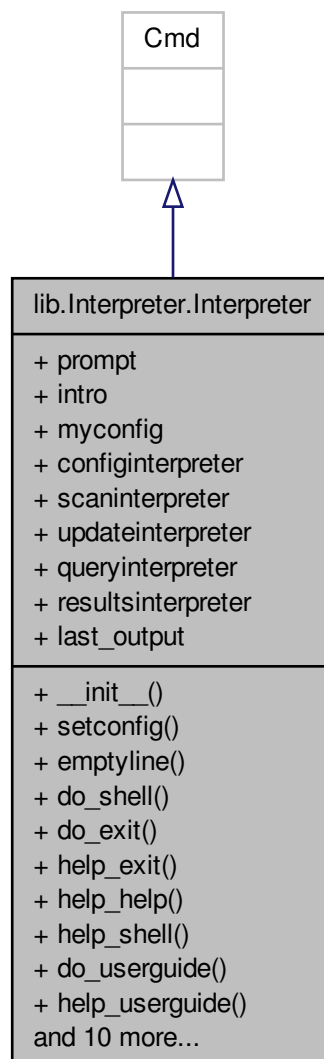 Cmd
lib.Interpreter.Interpreter
+ prompt
+ intro
+ myconfig
+ configinterpreter
+ scaninterpreter
+ updateinterpreter
+ queryinterpreter
+ resultsinterpreter
+ last_output
+ __init__()
+ setconfig()
+ emptyline()
+ do_shell()
+ do_exit()
+ help_exit()
+ help_help()
+ help_shell()
+ do_userguide()
+ help_userguide()
and 10 more...